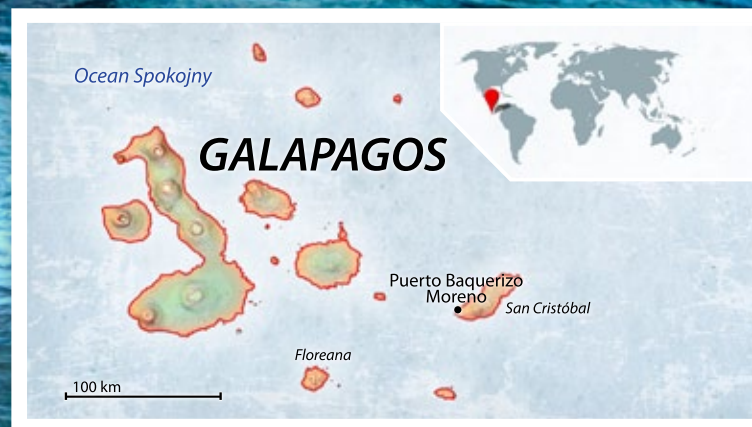 Ocean Spokojny
GALAPAGOS
Puerto Baquerizo
Moreno
San Cristóbal
Floreana
100 km